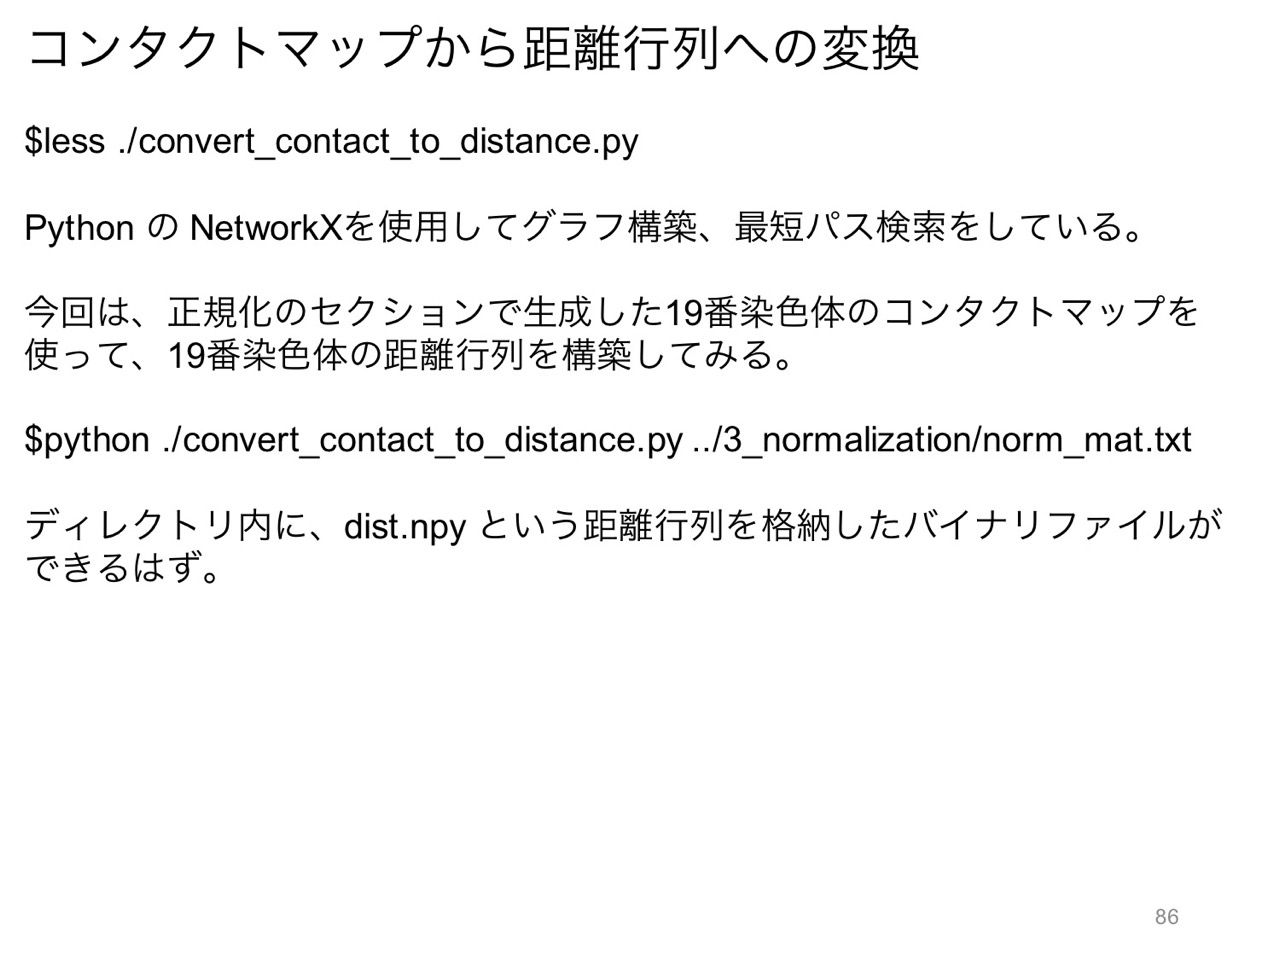 コンタクトマップから距離行列への変換
$less ./convert_contact_to_distance.py
Python の NetworkXを使用してグラフ構築、最短パス検索をしている。
今回は、正規化のセクションで生成した19番染色体のコンタクトマップを
使って、19番染色体の距離行列を構築してみる。
$python ./convert_contact_to_distance.py ../3_normalization/norm_mat.txt
ディレクトリ内に、dist.npy という距離行列を格納したバイナリファイルが
できるはず。
86